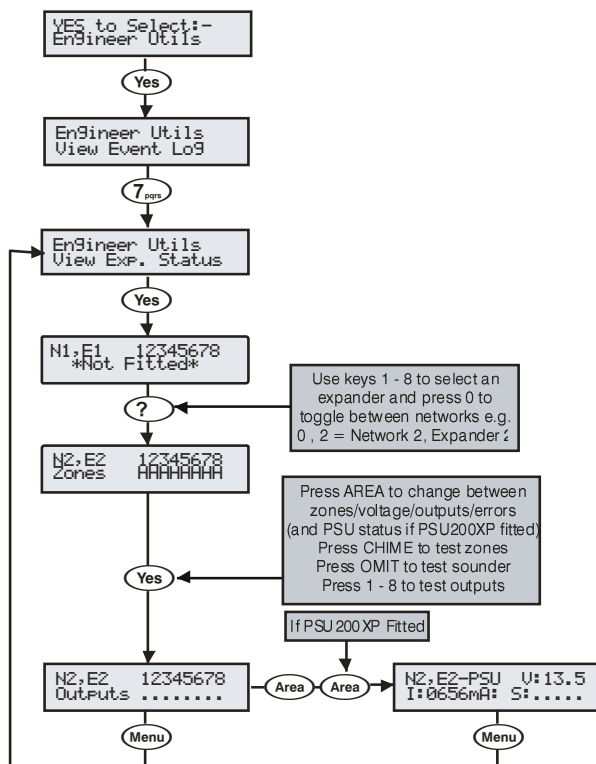 YES to Select:-
Engineer Utils
Yes
Engineer Utils
View Event Log
7pqrs
Engineer Utils
View Exp. Status
Yes
N1,E1 12345678
*Not Fitted*
?
Use keys 1 - 8 to select an
expander and press 0 to
toggle between networks e.g.
0 , 2 = Network 2, Expander 2
N2,E2 12345678
Zones AAAAAAAA
Press AREA to change between
zones/voltage/outputs/errors
(and PSU status if PSU200XP fitted)
Press CHIME to test zones
Press OMIT to test sounder
Press 1 - 8 to test outputs
Yes
If PSU200XP Fitted
N2,E2 12345678
Outputs ........
Area
Area
N2,E2-PSU V:13.5
I:0656mA: S:.....
Menu
Menu